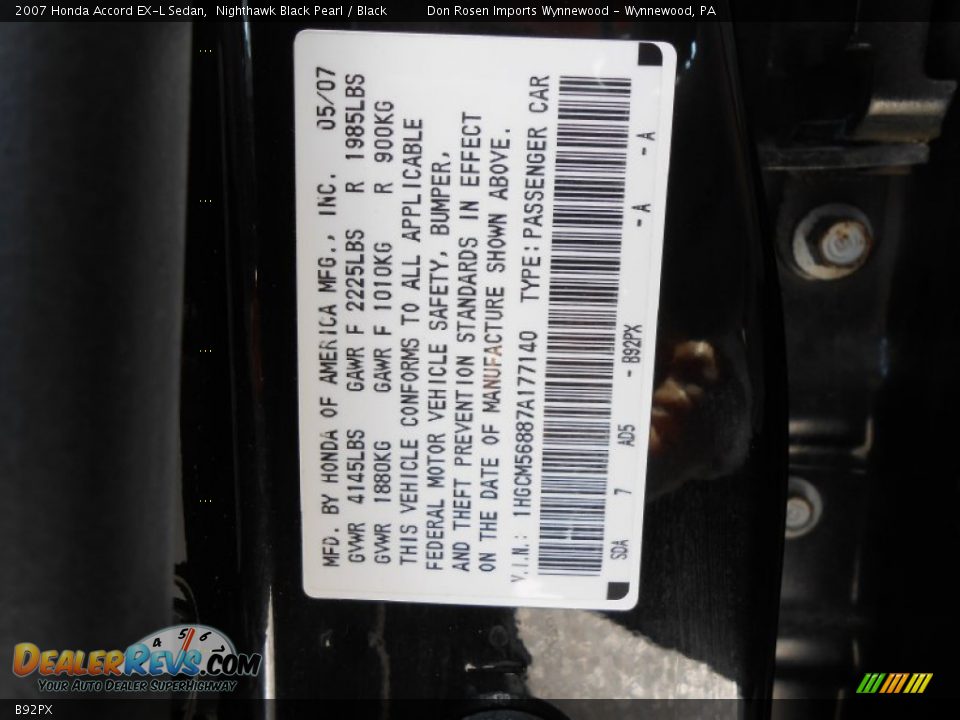 2007 Honda Accord EX-L Sedan,  Nighthawk Black Pearl / Black  Don Rosen Imports Wynnewood - Wynnewood, PA
MFD. BY HONDA OF AMERICA MFG., INC. 05/07
GVWR 4145LBS GAWR F 2225LBS R 1985LBS
GVWR 1880KG GAWR F 1010KG R 900KG
THIS VEHICLE CONFORMS TO ALL APPLICABLE
FEDERAL MOTOR VEHICLE SAFETY, BUMPER,
AND THEFT PREVENTION STANDARDS IN EFFECT
ON THE DATE OF MANUFACTURE SHOWN ABOVE.
V.I.N.: 1HGCM56887A177140 TYPE:PASSENGER CAR
SDA 7 AD5 - B92PX - A - A
4 5 6
DEALERREVS.COM
Your Auto Dealer SuperHighway
B92PX